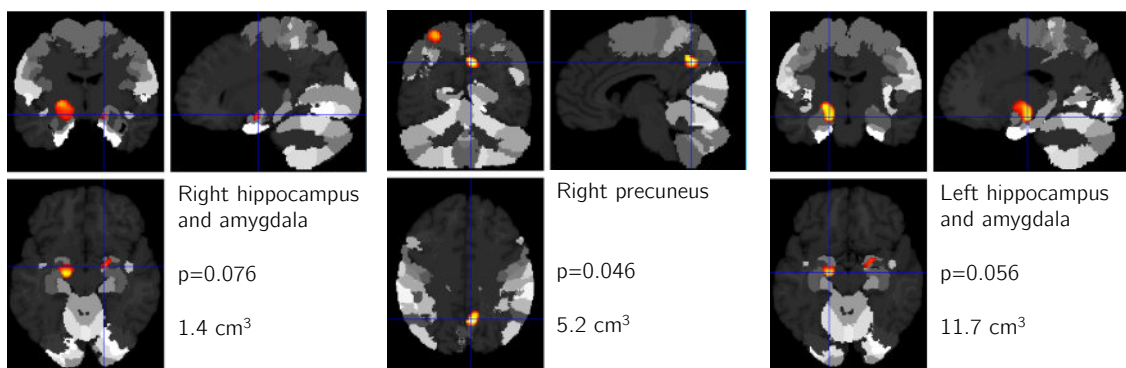 Right hippocampus
and amygdala
p=0.076
1.4 cm³
Right precuneus
p=0.046
5.2 cm³
Left hippocampus
and amygdala
p=0.056
11.7 cm³